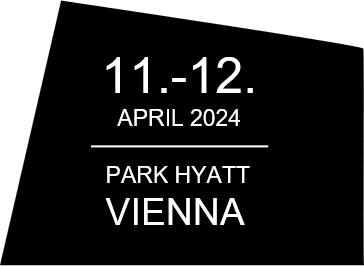 11.-12.
APRIL 2024
PARK HYATT
VIENNA